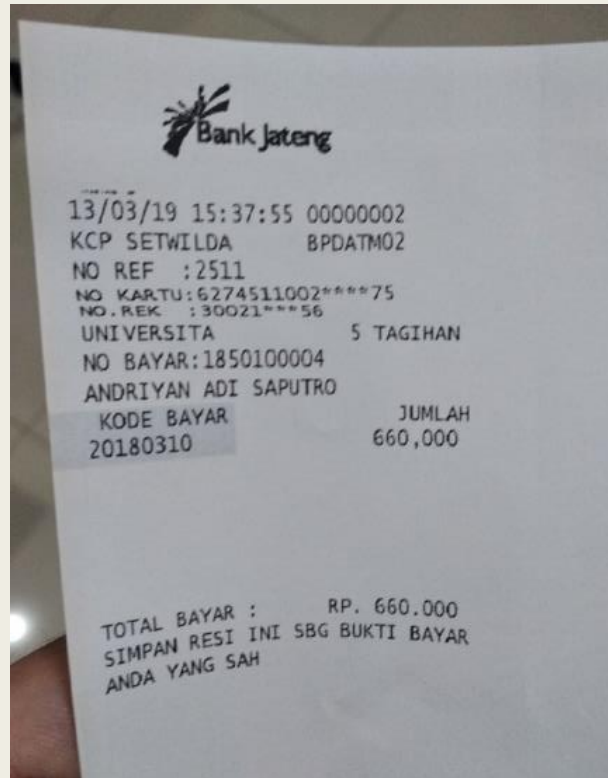 Bank Jateng
13/03/19 15:37:55 00000002
KCP SETWILDA BPDATM02
NO REF :2511
NO KARTU:6274511002****75
NO.REK :30021***56
UNIVERSITA 5 TAGIHAN
NO BAYAR:1850100004
ANDRIYAN ADI SAPUTRO
KODE BAYAR JUMLAH
20180310 660,000
TOTAL BAYAR : RP. 660.000
SIMPAN RESI INI SBG BUKTI BAYAR
ANDA YANG SAH